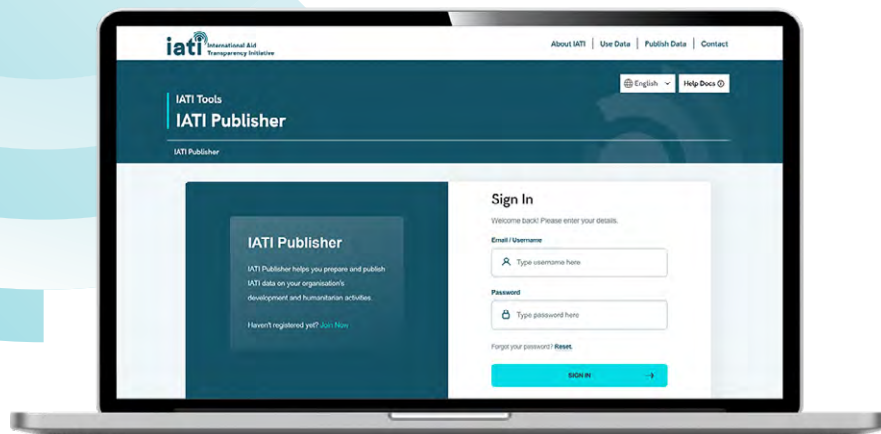 iati International Aid
Transparency Initiative
About IATI | Use Data | Publish Data | Contact
English
Help Docs
IATI Tools
IATI Publisher
IATI Publisher
IATI Publisher
IATI Publisher helps you prepare and publish
IATI data on your organisation's
development and humanitarian activities.
Haven't registered yet? Join Now
Sign In
Welcome back! Please enter your details.
Email / Username
Type username here
Password
Type password here
Forgot your password? Reset.
SIGN IN